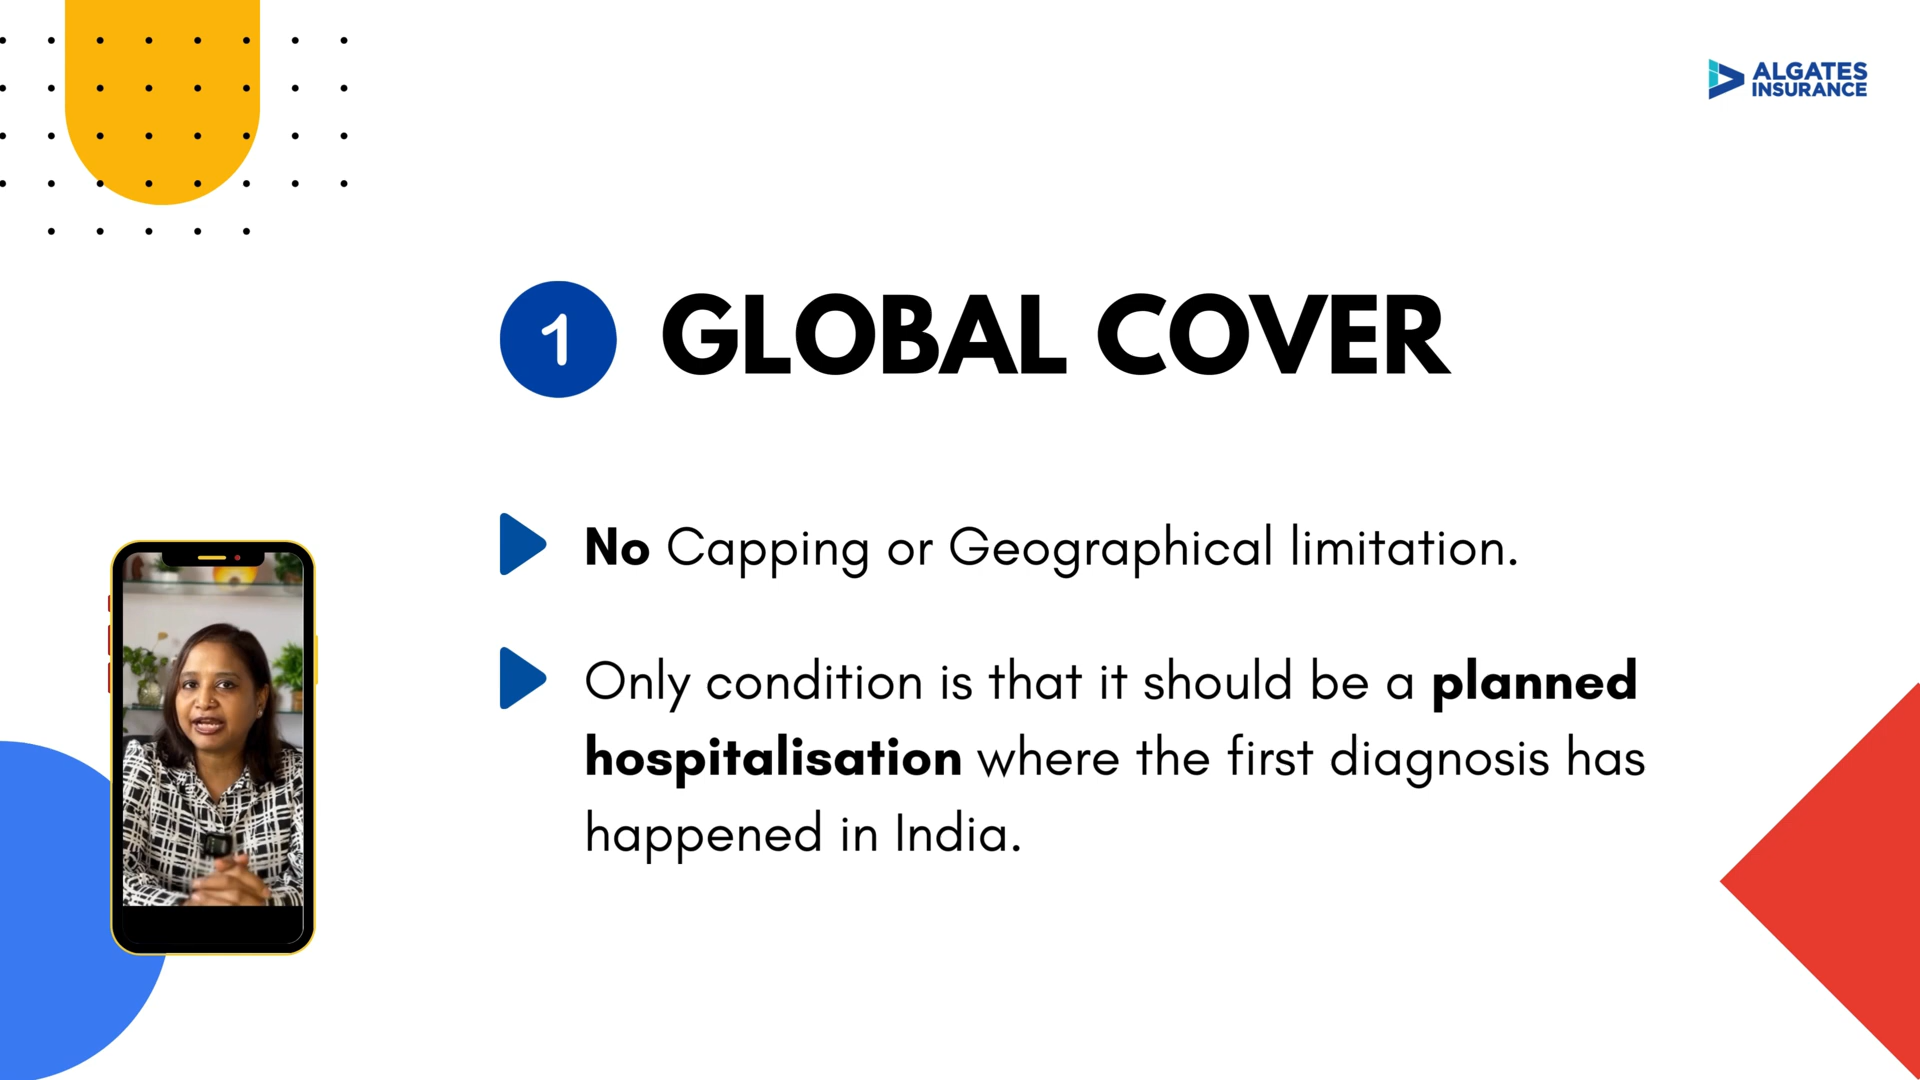 ALGATES
INSURANCE
1 GLOBAL COVER
No Capping or Geographical limitation.
Only condition is that it should be a planned
hospitalisation where the first diagnosis has
happened in India.